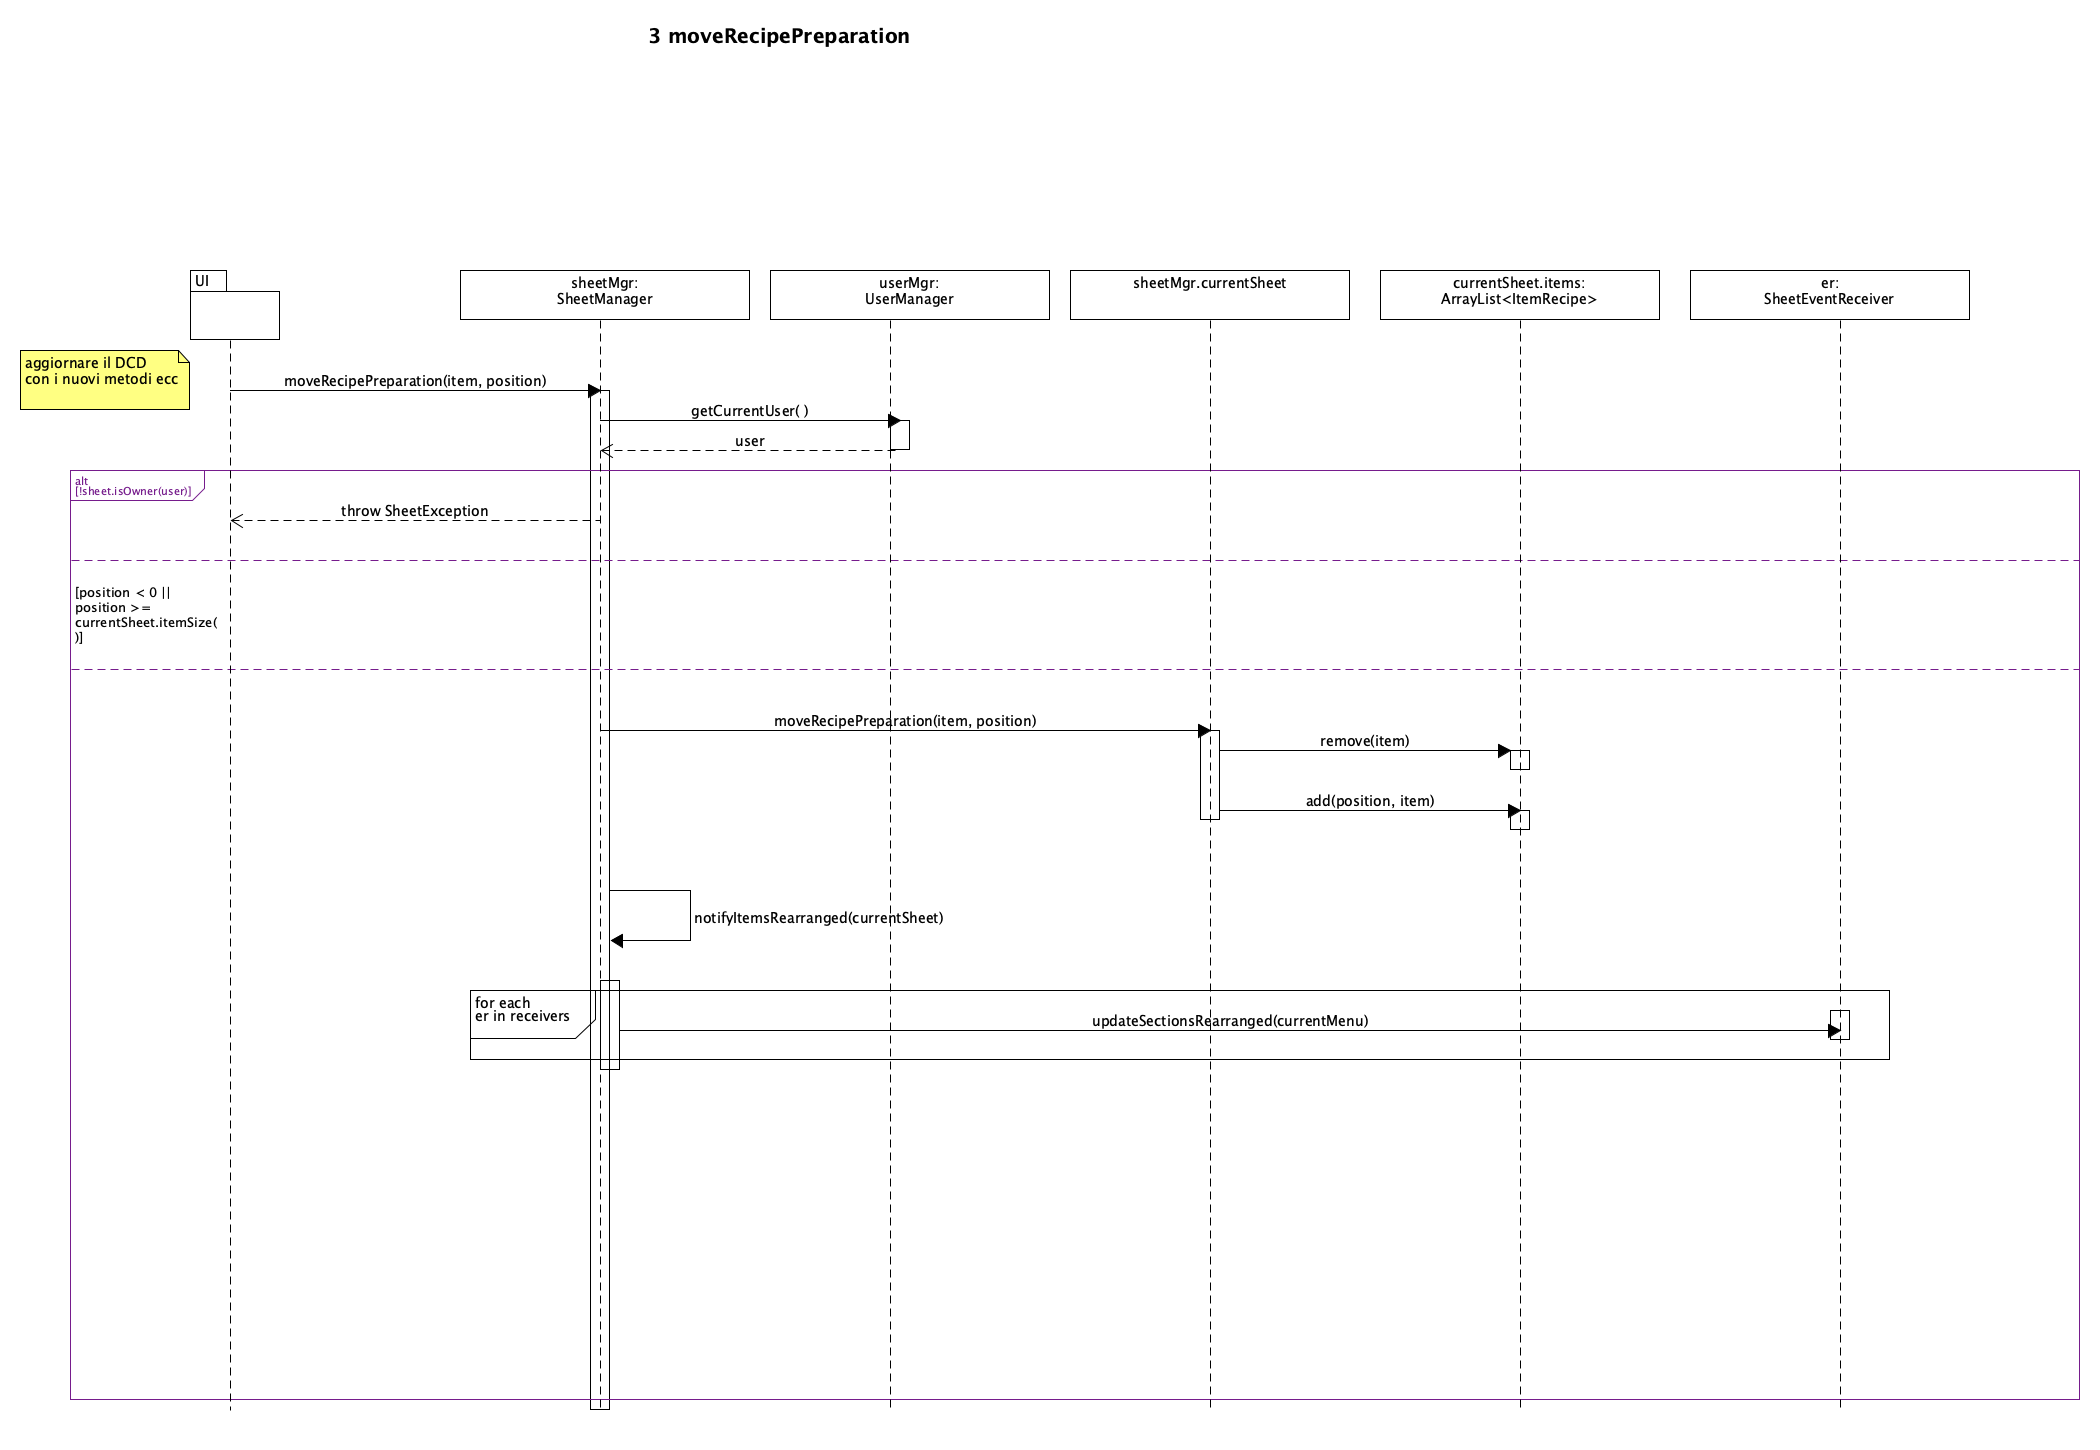 3 moveRecipePreparation
UI
sheetMgr:
SheetManager
userMgr:
UserManager
sheetMgr.currentSheet
currentSheet.items:
ArrayList<ItemRecipe>
er:
SheetEventReceiver
aggiornare il DCD
con i nuovi metodi ecc
moveRecipePreparation(item, position)
getCurrentUser( )
user
alt
[!sheet.isOwner(user)]
throw SheetException
[position < 0 ||
position >=
currentSheet.itemSize(
)]
moveRecipePreparation(item, position)
remove(item)
add(position, item)
notifyItemsRearranged(currentSheet)
for each
er in receivers
updateSectionsRearranged(currentMenu)